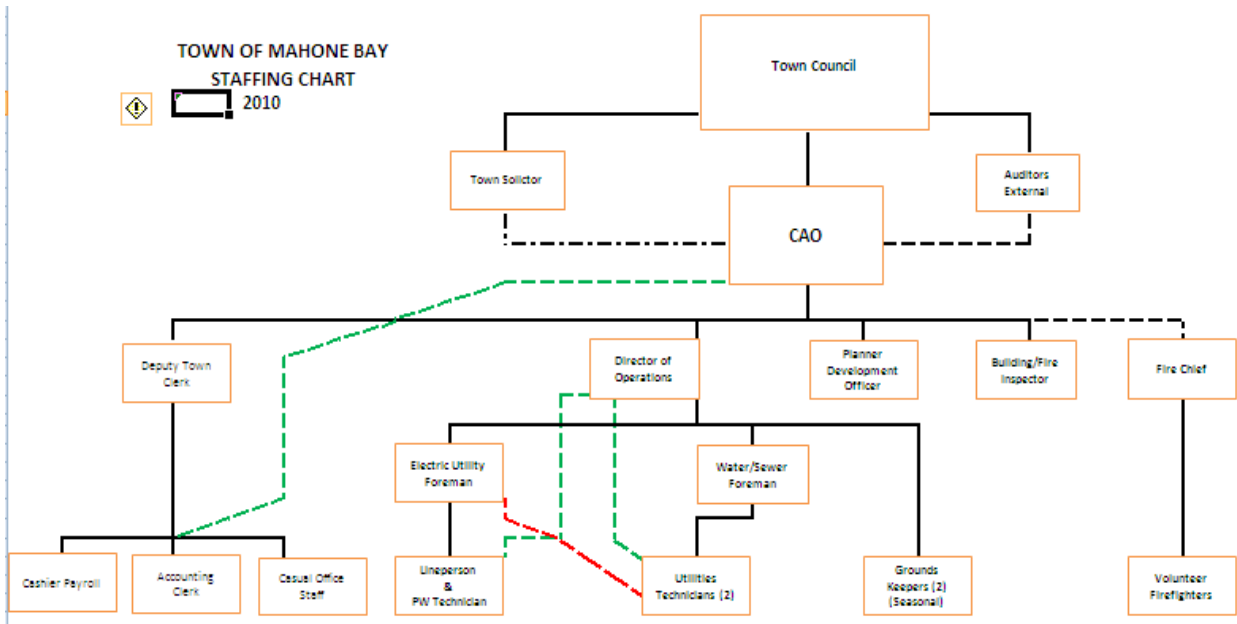 TOWN OF MAHONE BAY
STAFFING CHART
2010
Town Council
Town Solictor
Auditors
External
CAO
Deputy Town
Clerk
Director of
Operations
Planner
Development
Officer
Building/Fire
Inspector
Fire Chief
Electric Utility
Foreman
Water/Sewer
Foreman
Cashier Payroll
Accounting
Clerk
Casual Office
Staff
Lineperson
&
PW Technician
Utilities
Technicians (2)
Grounds
Keepers (2)
(Seasonal)
Volunteer
Firefighters